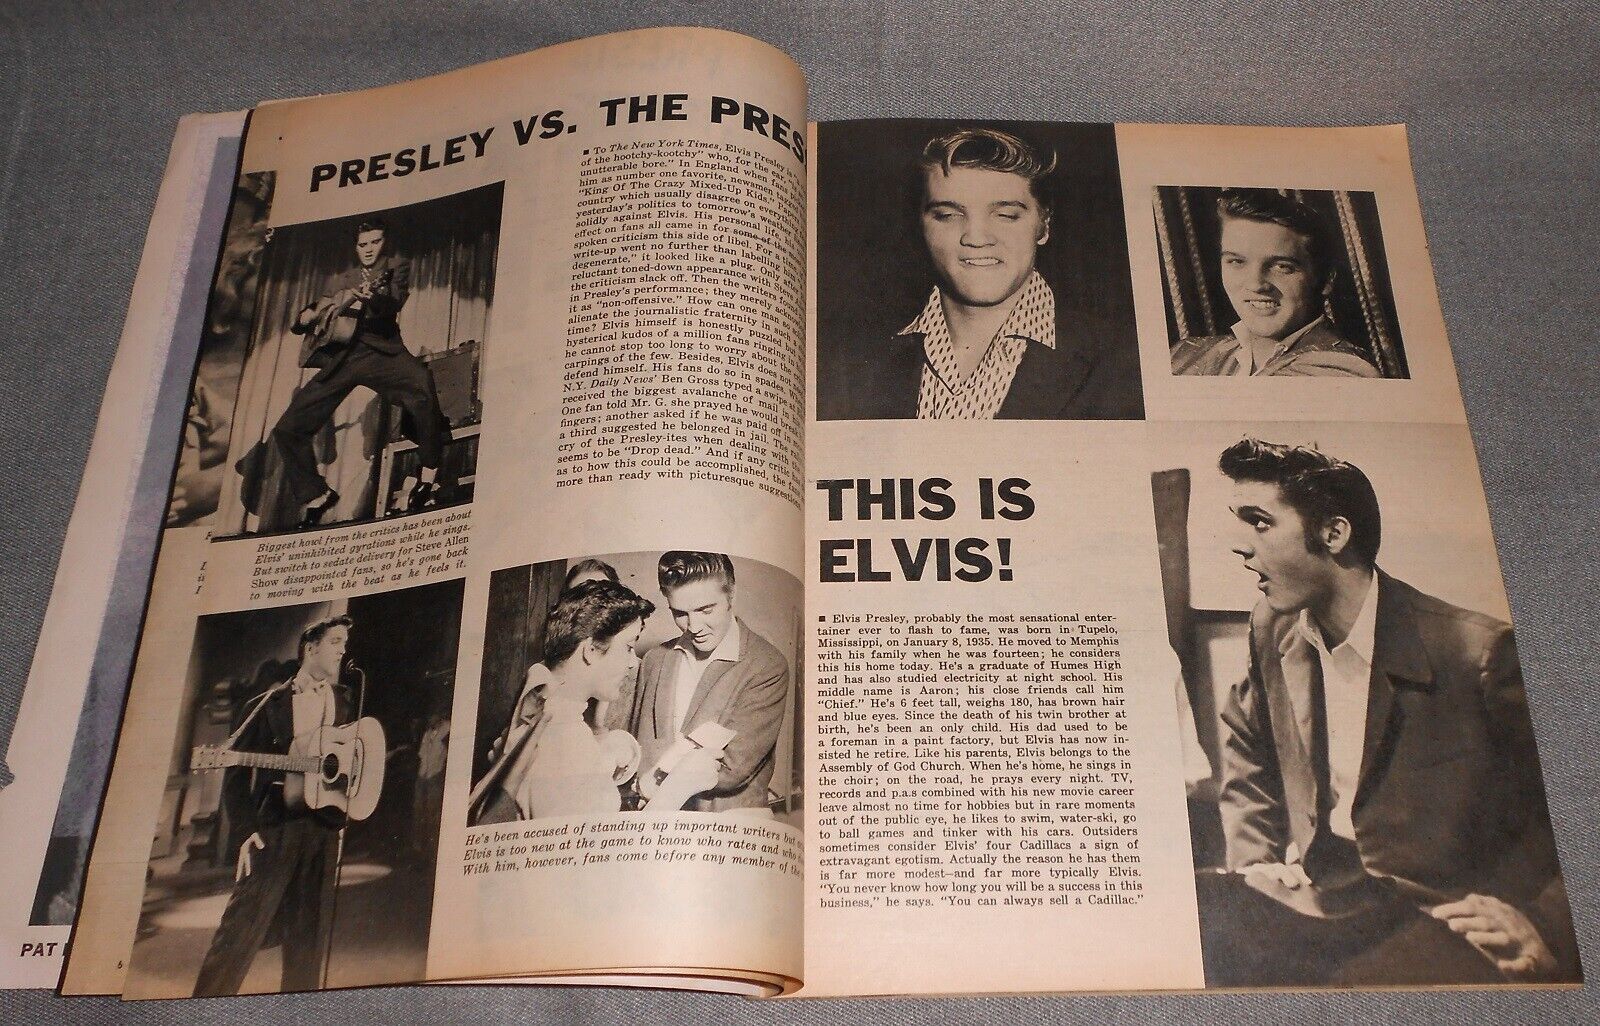 PRESLEY VS. THE PRES
■ To The New York Times, Elvis Presley is
of the hootchy-kootchy" who, for the ear,
unutterable bore." In England when fans
him as number one favorite, newsmen tagged
"King Of The Crazy Mixed-Up Kids."
country which usually disagree on everything
yesterday's politics to tomorrow's weather
solidly against Elvis. His personal life, his
effect on fans all came in for some of the most
spoken criticism this side of libel. For a time
write-up went no further than labelling him
degenerate," it looked like a plug. Only after
reluctant toned-down appearance with Steve
the criticism slack off. Then the writers found
in Presley's performance; they merely
it as "non-offensive." How can one man so
alienate the journalistic fraternity in such a
time? Elvis himself is honestly puzzled but
hysterical kudos of a million fans ringing in
he cannot stop too long to worry about the
carpings of the few. Besides, Elvis does not
defend himself. His fans do so in spades.
N.Y. Daily News' Ben Gross typed a swipe at
received the biggest avalanche of mail in
One fan told Mr. G. she prayed he would break
fingers; another asked if he was paid off in
a third suggested he belonged in jail. The
cry of the Presley-ites when dealing with
seems to be "Drop dead." And if any critic
as to how this could be accomplished, the fans
more than ready with picturesque suggestions.
Biggest howl from the critics has been about
Elvis' uninhibited gyrations while he sings.
But switch to sedate delivery for Steve Allen
Show disappointed fans, so he's gone back
to moving with the beat as he feels it.
He's been accused of standing up important writers but
Elvis is too new at the game to know who rates and who
With him, however, fans come before any member of the
6
PAT
THIS IS
ELVIS!
■ Elvis Presley, probably the most sensational enter-
tainer ever to flash to fame, was born in Tupelo,
Mississippi, on January 8, 1935. He moved to Memphis
with his family when he was fourteen; he considers
this his home today. He's a graduate of Humes High
and has also studied electricity at night school. His
middle name is Aaron; his close friends call him
"Chief." He's 6 feet tall, weighs 180, has brown hair
and blue eyes. Since the death of his twin brother at
birth, he's been an only child. His dad used to be
a foreman in a paint factory, but Elvis has now in-
sisted he retire. Like his parents, Elvis belongs to the
Assembly of God Church. When he's home, he sings in
the choir; on the road, he prays every night. TV,
records and p.a.s combined with his new movie career
leave almost no time for hobbies but in rare moments
out of the public eye, he likes to swim, water-ski, go
to ball games and tinker with his cars. Outsiders
sometimes consider Elvis' four Cadillacs a sign of
extravagant egotism. Actually the reason he has them
is far more modest—and far more typically Elvis.
"You never know how long you will be a success in this
business," he says. "You can always sell a Cadillac."